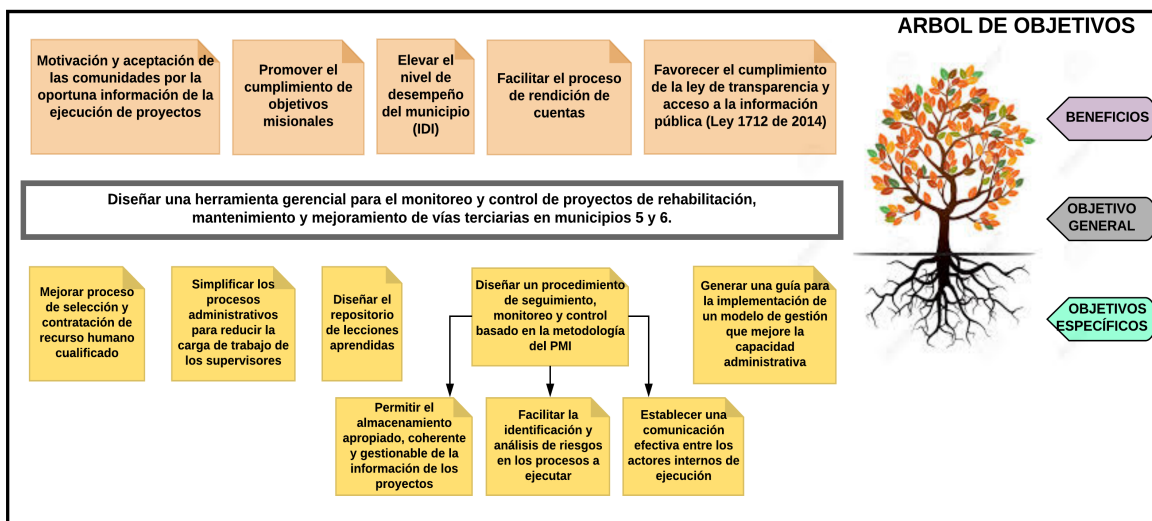 ARBOL DE OBJETIVOS
Motivación y aceptación de
las comunidades por la
oportuna información de la
ejecución de proyectos
Promover el
cumplimiento de
objetivos
misionales
Elevar el
nivel de
desempeño
del municipio
(IDI)
Facilitar el proceso
de rendición de
cuentas
Favorecer el cumplimiento
de la ley de transparencia y
acceso a la información
pública (Ley 1712 de 2014)
BENEFICIOS
Diseñar una herramienta gerencial para el monitoreo y control de proyectos de rehabilitación,
mantenimiento y mejoramiento de vías terciarias en municipios 5 y 6.
OBJETIVO
GENERAL
Mejorar proceso
de selección y
contratación de
recurso humano
cualificado
Simplificar los
procesos
administrativos
para reducir la
carga de trabajo de
los supervisores
Diseñar el
repositorio
de lecciones
aprendidas
Diseñar un procedimiento
de seguimiento,
monitoreo y control
basado en la metodología
del PMI
Generar una guía para
la implementación de
un modelo de gestión
que mejore la
capacidad
administrativa
OBJETIVOS
ESPECÍFICOS
Permitir el
almacenamiento
apropiado, coherente
y gestionable de la
información de los
proyectos
Facilitar la
identificación y
análisis de riesgos
en los procesos a
ejecutar
Establecer una
comunicación
efectiva entre los
actores internos de
ejecución